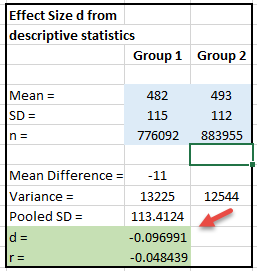 Effect Size d from
descriptive statistics
Group 1 Group 2
Mean = 482 493
SD = 115 112
n = 776092 883955
Mean Difference = -11
Variance = 13225 12544
Pooled SD = 113.4124
d = -0.096991
r = -0.048439